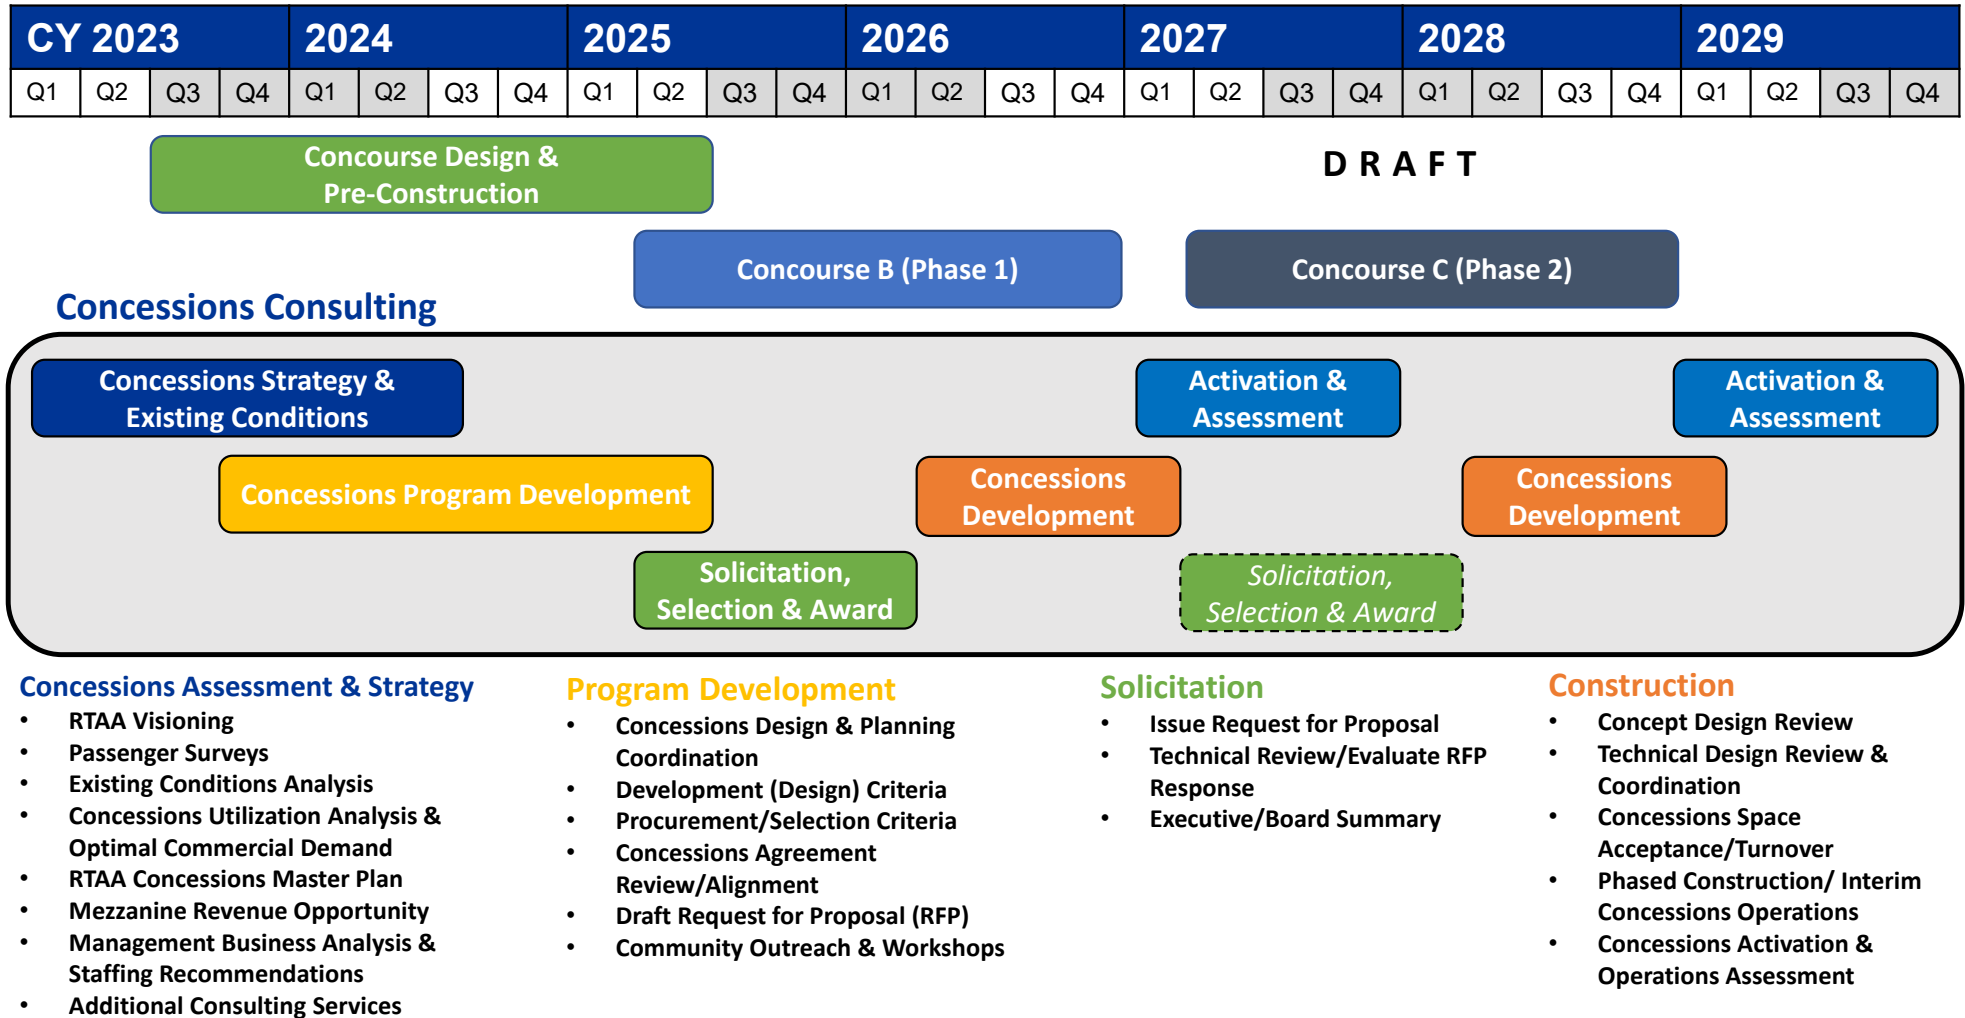 CY 2023 2024 2025 2026 2027 2028 2029
Q1 Q2 Q3 Q4 Q1 Q2 Q3 Q4 Q1 Q2 Q3 Q4 Q1 Q2 Q3 Q4 Q1 Q2 Q3 Q4 Q1 Q2 Q3 Q4 Q1 Q2 Q3 Q4
Concourse Design &
Pre-Construction
D R A F T
Concourse B (Phase 1)
Concourse C (Phase 2)
Concessions Consulting
Concessions Strategy &
Existing Conditions
Activation &
Assessment
Activation &
Assessment
Concessions Program Development
Concessions
Development
Concessions
Development
Solicitation,
Selection & Award
Solicitation,
Selection & Award
Concessions Assessment & Strategy
• RTAA Visioning
• Passenger Surveys
• Existing Conditions Analysis
• Concessions Utilization Analysis &
Optimal Commercial Demand
• RTAA Concessions Master Plan
• Mezzanine Revenue Opportunity
• Management Business Analysis &
Staffing Recommendations
• Additional Consulting Services
Program Development
• Concessions Design & Planning
Coordination
• Development (Design) Criteria
• Procurement/Selection Criteria
• Concessions Agreement
Review/Alignment
• Draft Request for Proposal (RFP)
• Community Outreach & Workshops
Solicitation
• Issue Request for Proposal
• Technical Review/Evaluate RFP
Response
• Executive/Board Summary
Construction
• Concept Design Review
• Technical Design Review &
Coordination
• Concessions Space
Acceptance/Turnover
• Phased Construction/ Interim
Concessions Operations
• Concessions Activation &
Operations Assessment